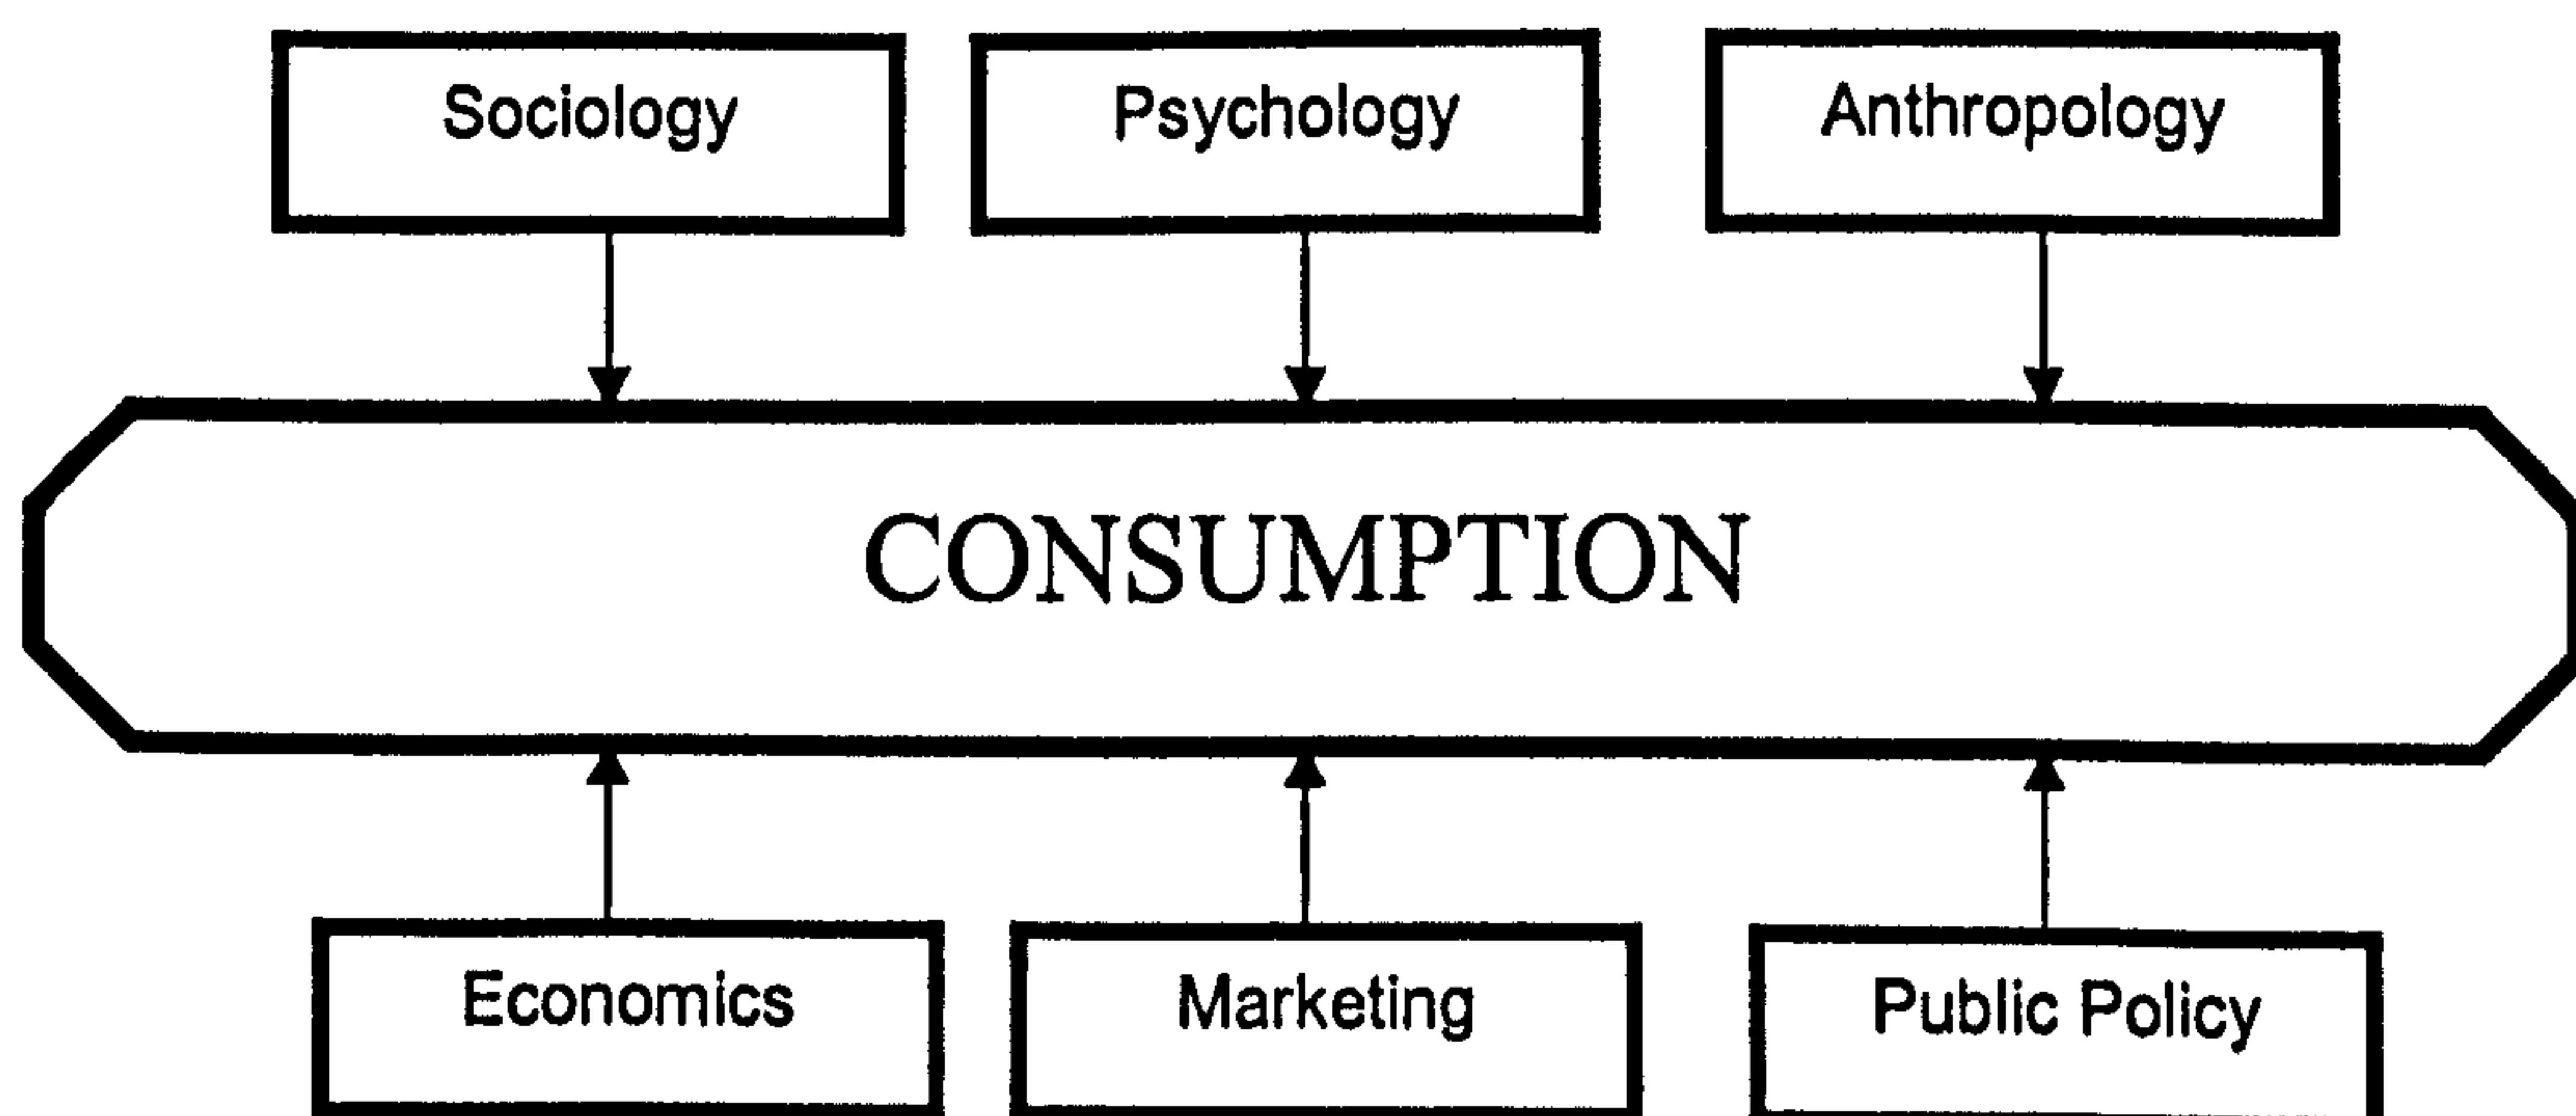 Sociology
Psychology
Anthropology
CONSUMPTION
Economics
Marketing
Public Policy